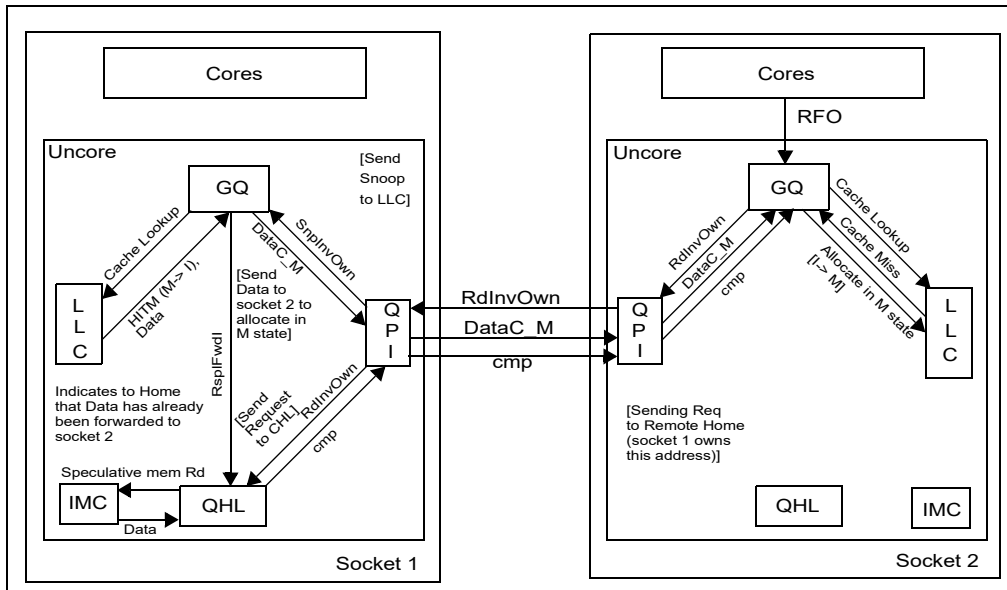 Cores
Uncore
GQ
[Send
Snoop
to LLC]
Cache Lookup
HITM (M-> I),
Data
SnpInvOwn
DataC_M
[Send
Data to
socket 2 to
allocate in
M state]
RspIFwdI
L
L
C
Q
P
I
Indicates to Home
that Data has already
been forwarded to
socket 2
[Send
Request
to CHL]
RdInvOwn
cmp
Speculative mem Rd
IMC
Data
QHL
Socket 1
RdInvOwn
DataC_M
cmp
Cores
RFO
Uncore
GQ
RdInvOwn
DataC_M
cmp
Cache Lookup
Cache Miss
Allocate in M state
[I-> M]
Q
P
I
L
L
C
[Sending Req
to Remote Home
(socket 1 owns
this address)]
QHL
IMC
Socket 2